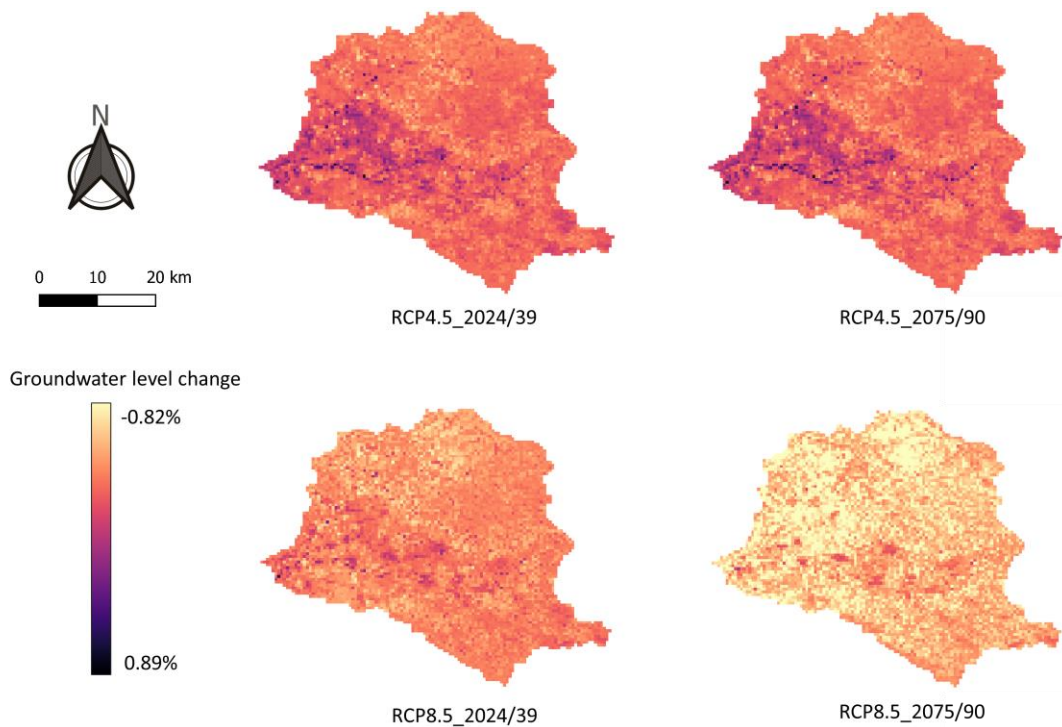 N
0 10 20 km
RCP4.5_2024/39
RCP4.5_2075/90
Groundwater level change
-0.82%
0.89%
RCP8.5_2024/39
RCP8.5_2075/90